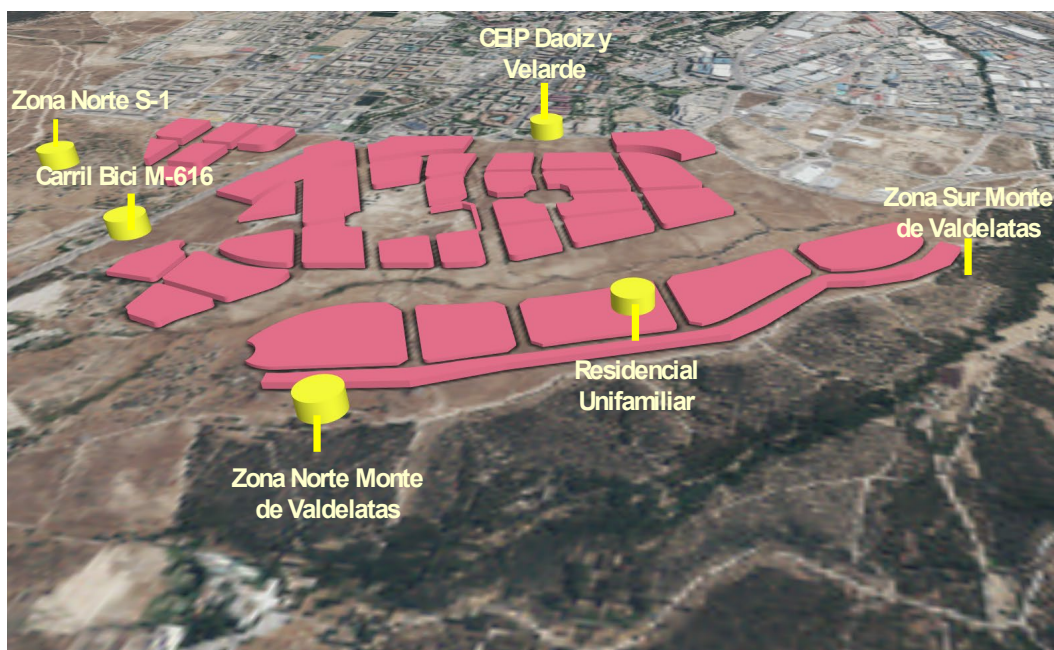 CEIP Daoiz y
Velarde
Zona Norte S-1
Carril Bici M-616
Zona Sur Monte
de Valdelatas
Residencial
Unifamiliar
Zona Norte Monte
de Valdelatas